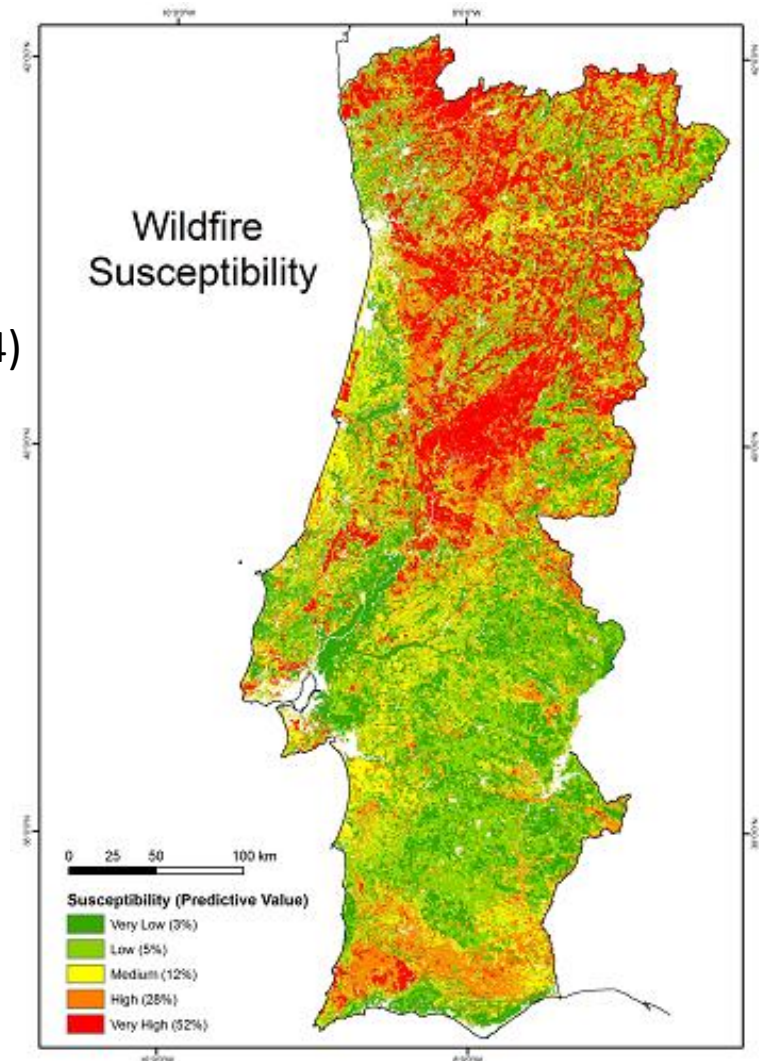 Wildfire
Susceptibility
4)
0 25 50 100 km
Susceptibility (Predictive Value)
Very Low (3%)
Low (5%)
Medium (12%)
High (28%)
Very High (52%)